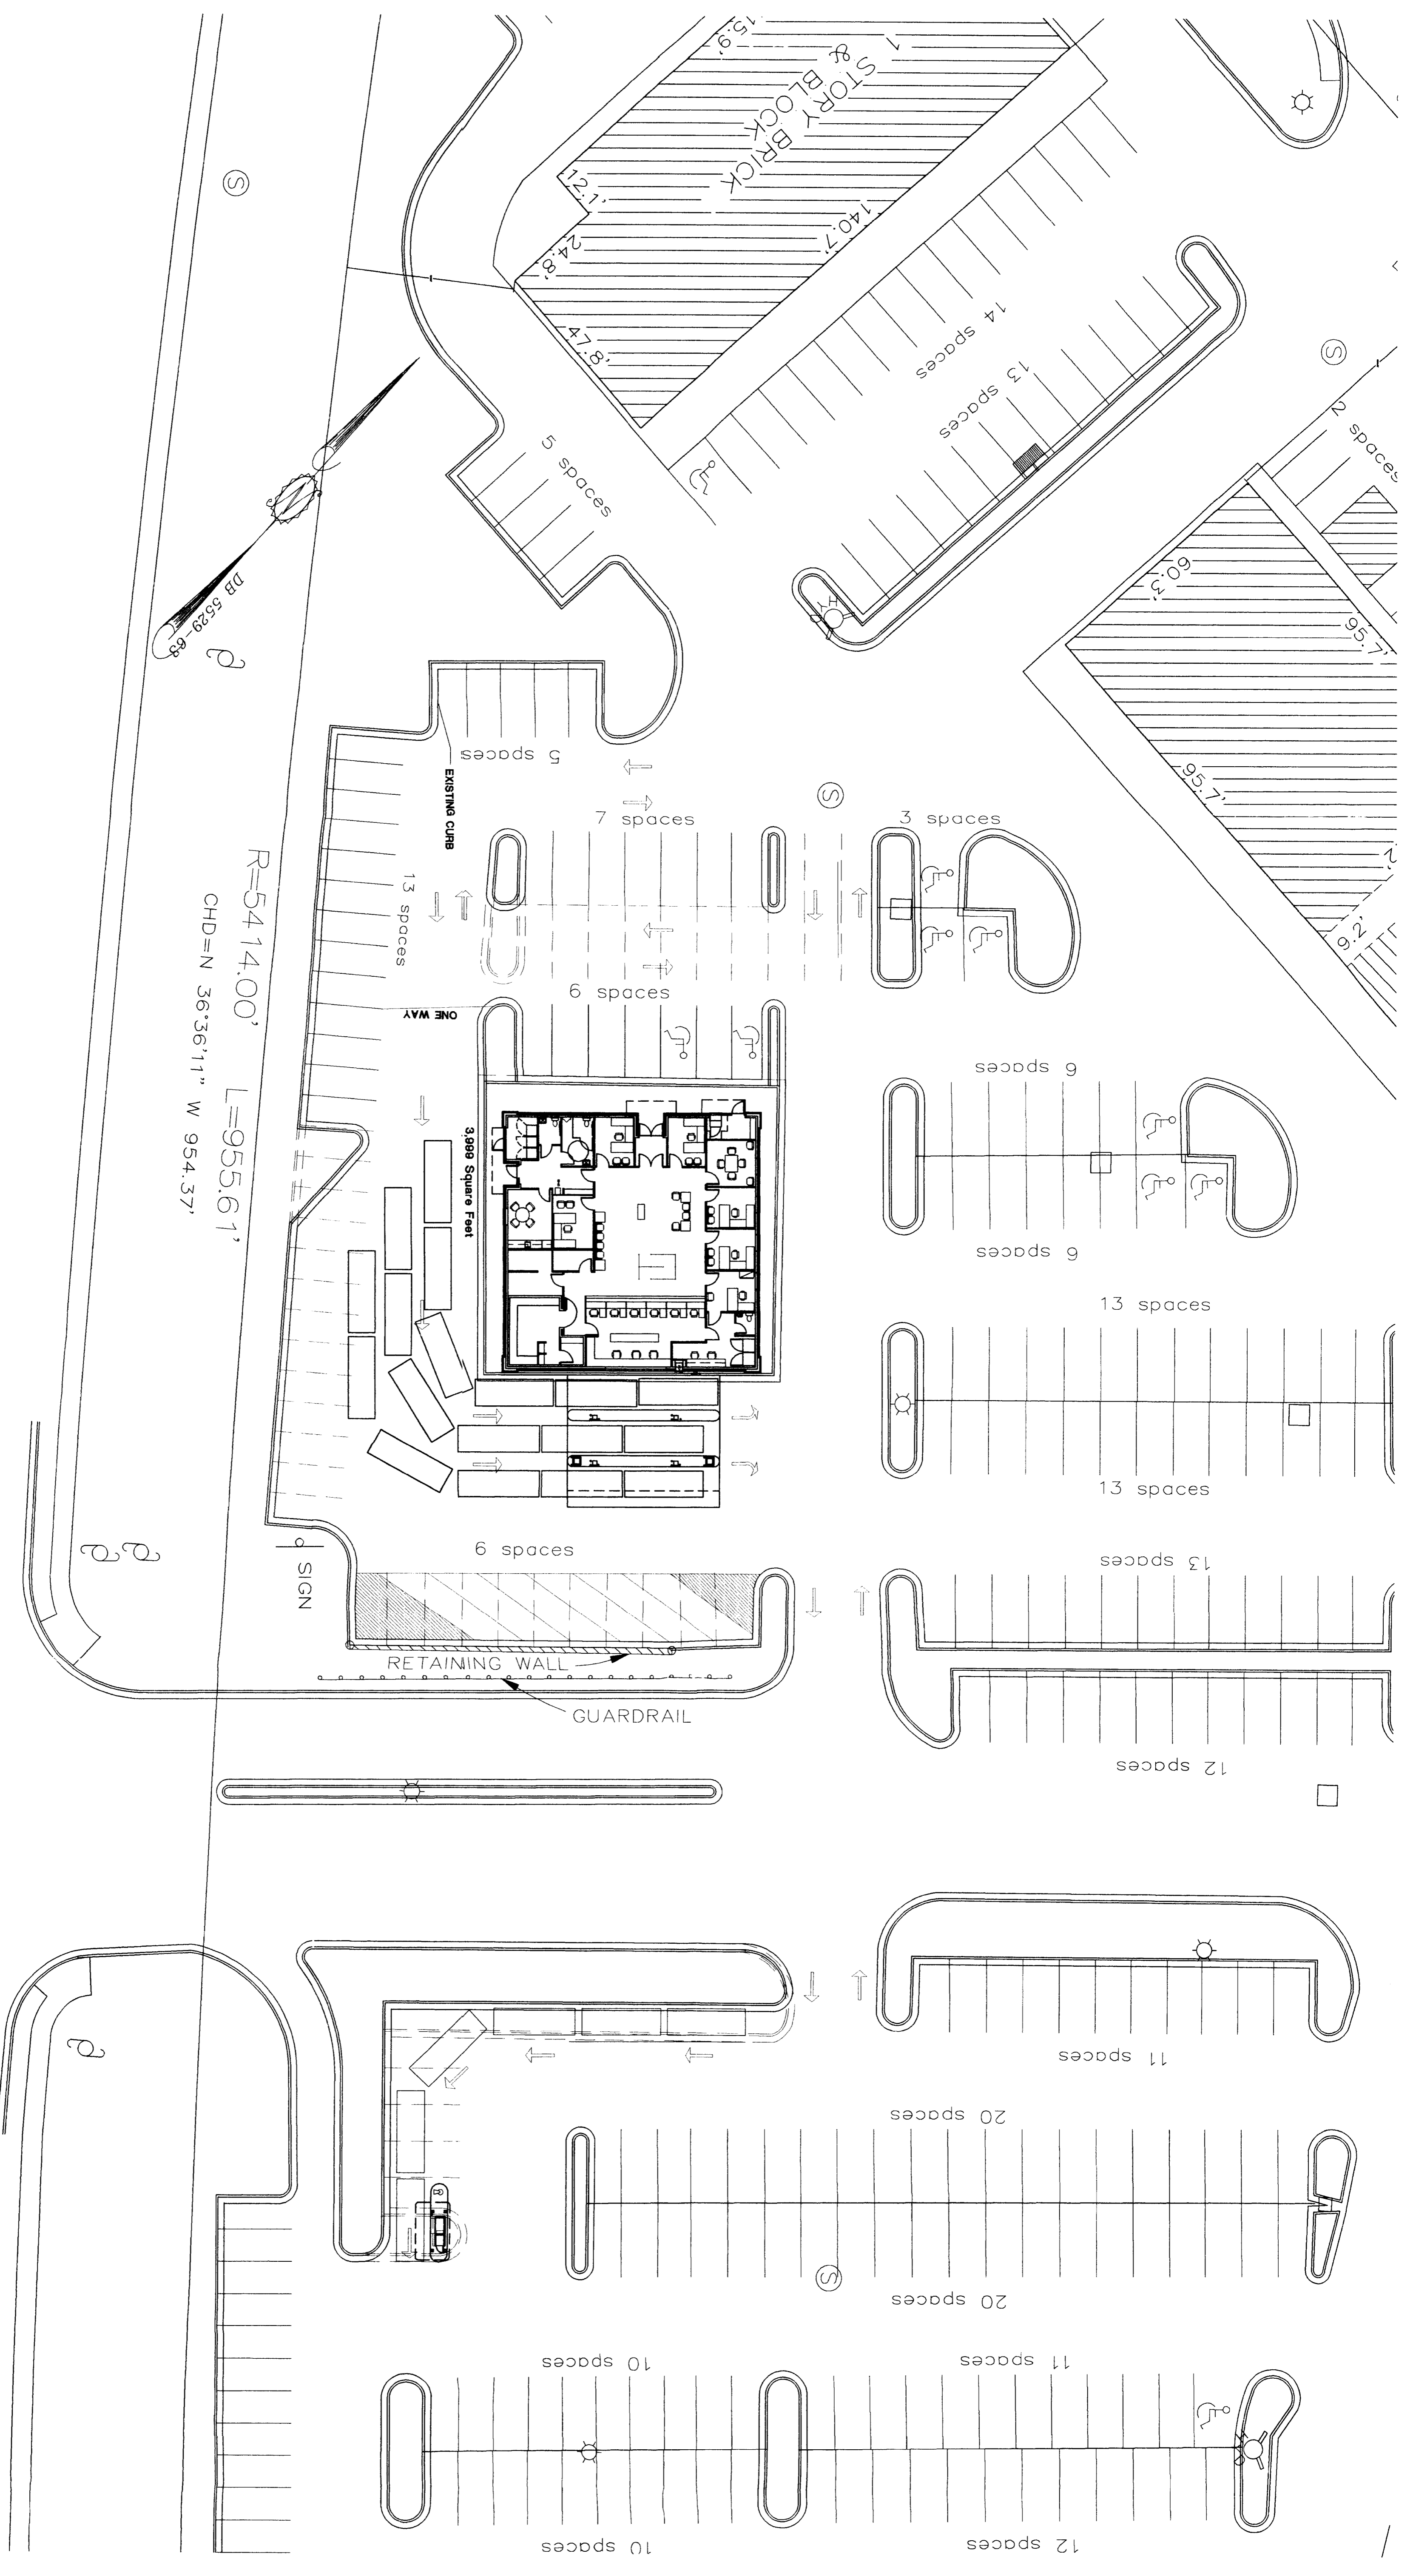 15.9'
1
STORY BRICK
& BLOCK
12.1'
24.8'
140.7'
47.8'
14 spaces
13 spaces
S
S
2 spaces
5 spaces
N
DB 5529-63
60.3'
95.7'
95.7'
9.2'
5 spaces
EXISTING CURB
S
7 spaces
3 spaces
13 spaces
R=5414.00' L=955.61'
CHD=N 36°36'11" W 954.37'
6 spaces
ONE WAY
3,999 Square Feet
6 spaces
6 spaces
13 spaces
13 spaces
SIGN
9 spaces
13 spaces
RETAINING WALL
GUARDRAIL
12 spaces
11 spaces
20 spaces
S
20 spaces
10 spaces
11 spaces
10 spaces
12 spaces